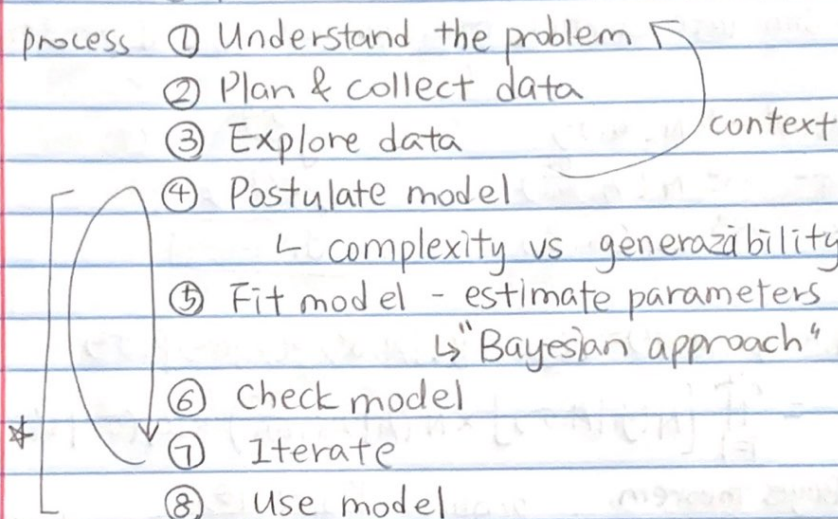 process ① Understand the problem
② Plan & collect data
context
③ Explore data
④ Postulate model
↳ complexity vs generazability
⑤ Fit model - estimate parameters
↳ "Bayesian approach"
⑥ Check model
* ⑦ Iterate
⑧ Use model